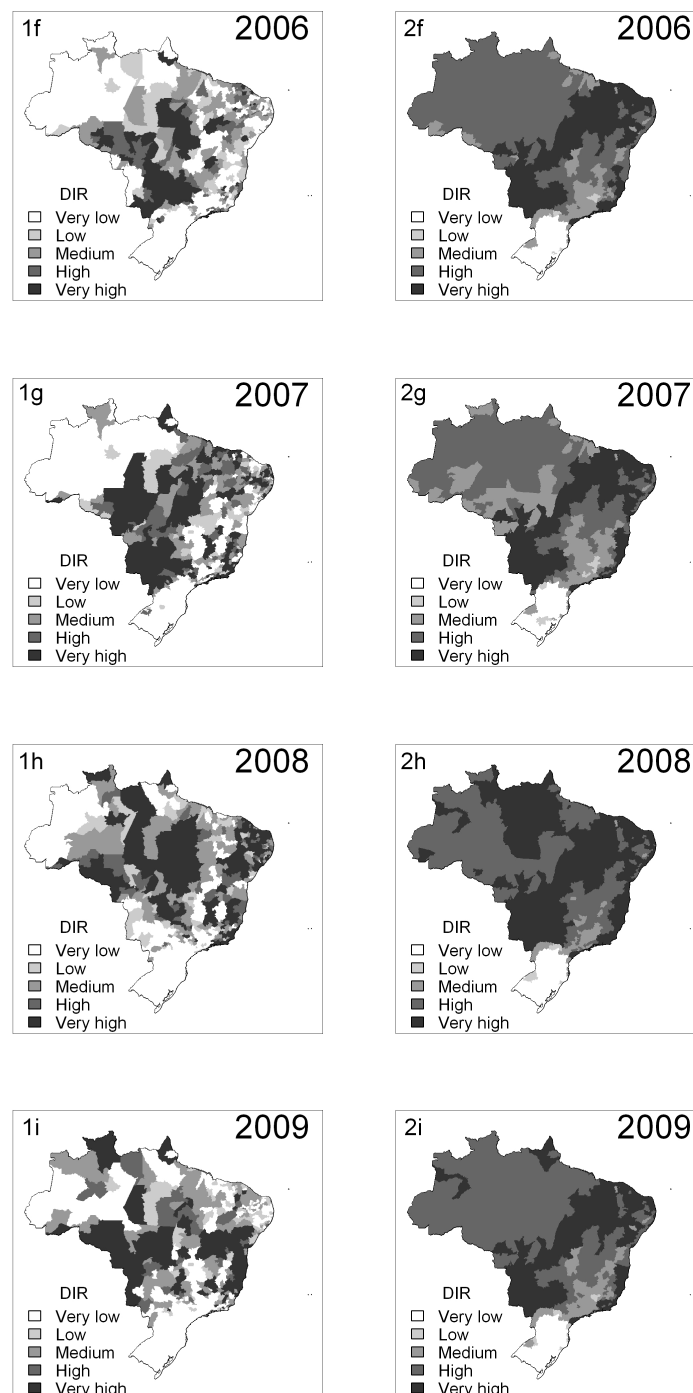 1f 2006
DIR
Very low
Low
Medium
High
Very high
2f 2006
DIR
Very low
Low
Medium
High
Very high
1g 2007
DIR
Very low
Low
Medium
High
Very high
2g 2007
DIR
Very low
Low
Medium
High
Very high
1h 2008
DIR
Very low
Low
Medium
High
Very high
2h 2008
DIR
Very low
Low
Medium
High
Very high
1i 2009
DIR
Very low
Low
Medium
High
Very high
2i 2009
DIR
Very low
Low
Medium
High
Very high